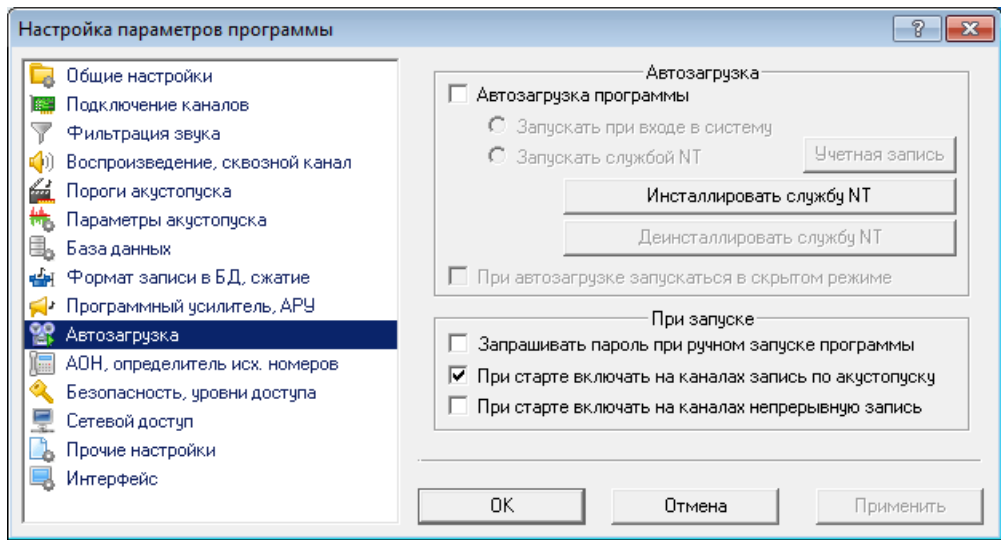 Настройка параметров программы
Общие настройки
Подключение каналов
Фильтрация звука
Воспроизведение, сквозной канал
Пороги акустопуска
Параметры акустопуска
База данных
Формат записи в БД, сжатие
Программный усилитель, АРУ
Автозагрузка
АОН, определитель исх. номеров
Безопасность, уровни доступа
Сетевой доступ
Прочие настройки
Интерфейс
Автозагрузка
Автозагрузка программы
Запускать при входе в систему
Запускать службой NT
Учетная запись
Инсталлировать службу NT
Деинсталлировать службу NT
При автозагрузке запускаться в скрытом режиме
При запуске
Запрашивать пароль при ручном запуске программы
При старте включать на каналах запись по акустопуску
При старте включать на каналах непрерывную запись
OK
Отмена
Применить